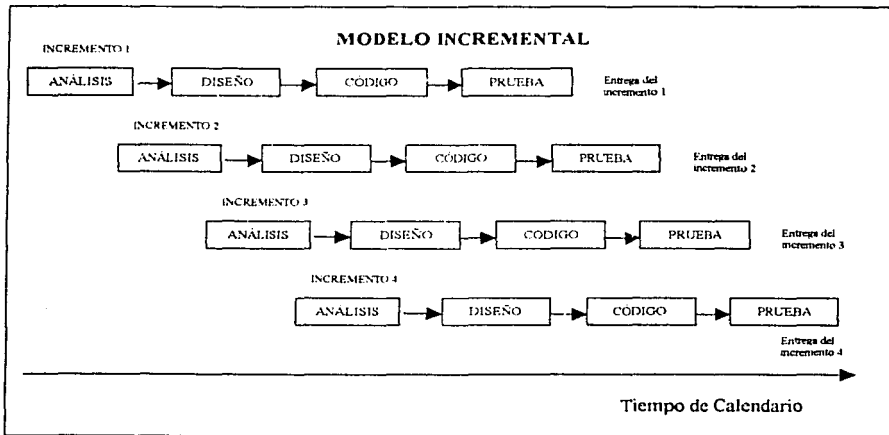 MODELO INCREMENTAL
INCREMENTO 1
ANÁLISIS
DISEÑO
CÓDIGO
PRUEBA
Entrega del
incremento 1
INCREMENTO 2
ANÁLISIS
DISEÑO
CÓDIGO
PRUEBA
Entrega del
incremento 2
INCREMENTO 3
ANÁLISIS
DISEÑO
CODIGO
PRUEBA
Entrega del
incremento 3
INCREMENTO 4
ANÁLISIS
DISEÑO
CÓDIGO
PRUEBA
Entrega del
incremento 4
Tiempo de Calendario